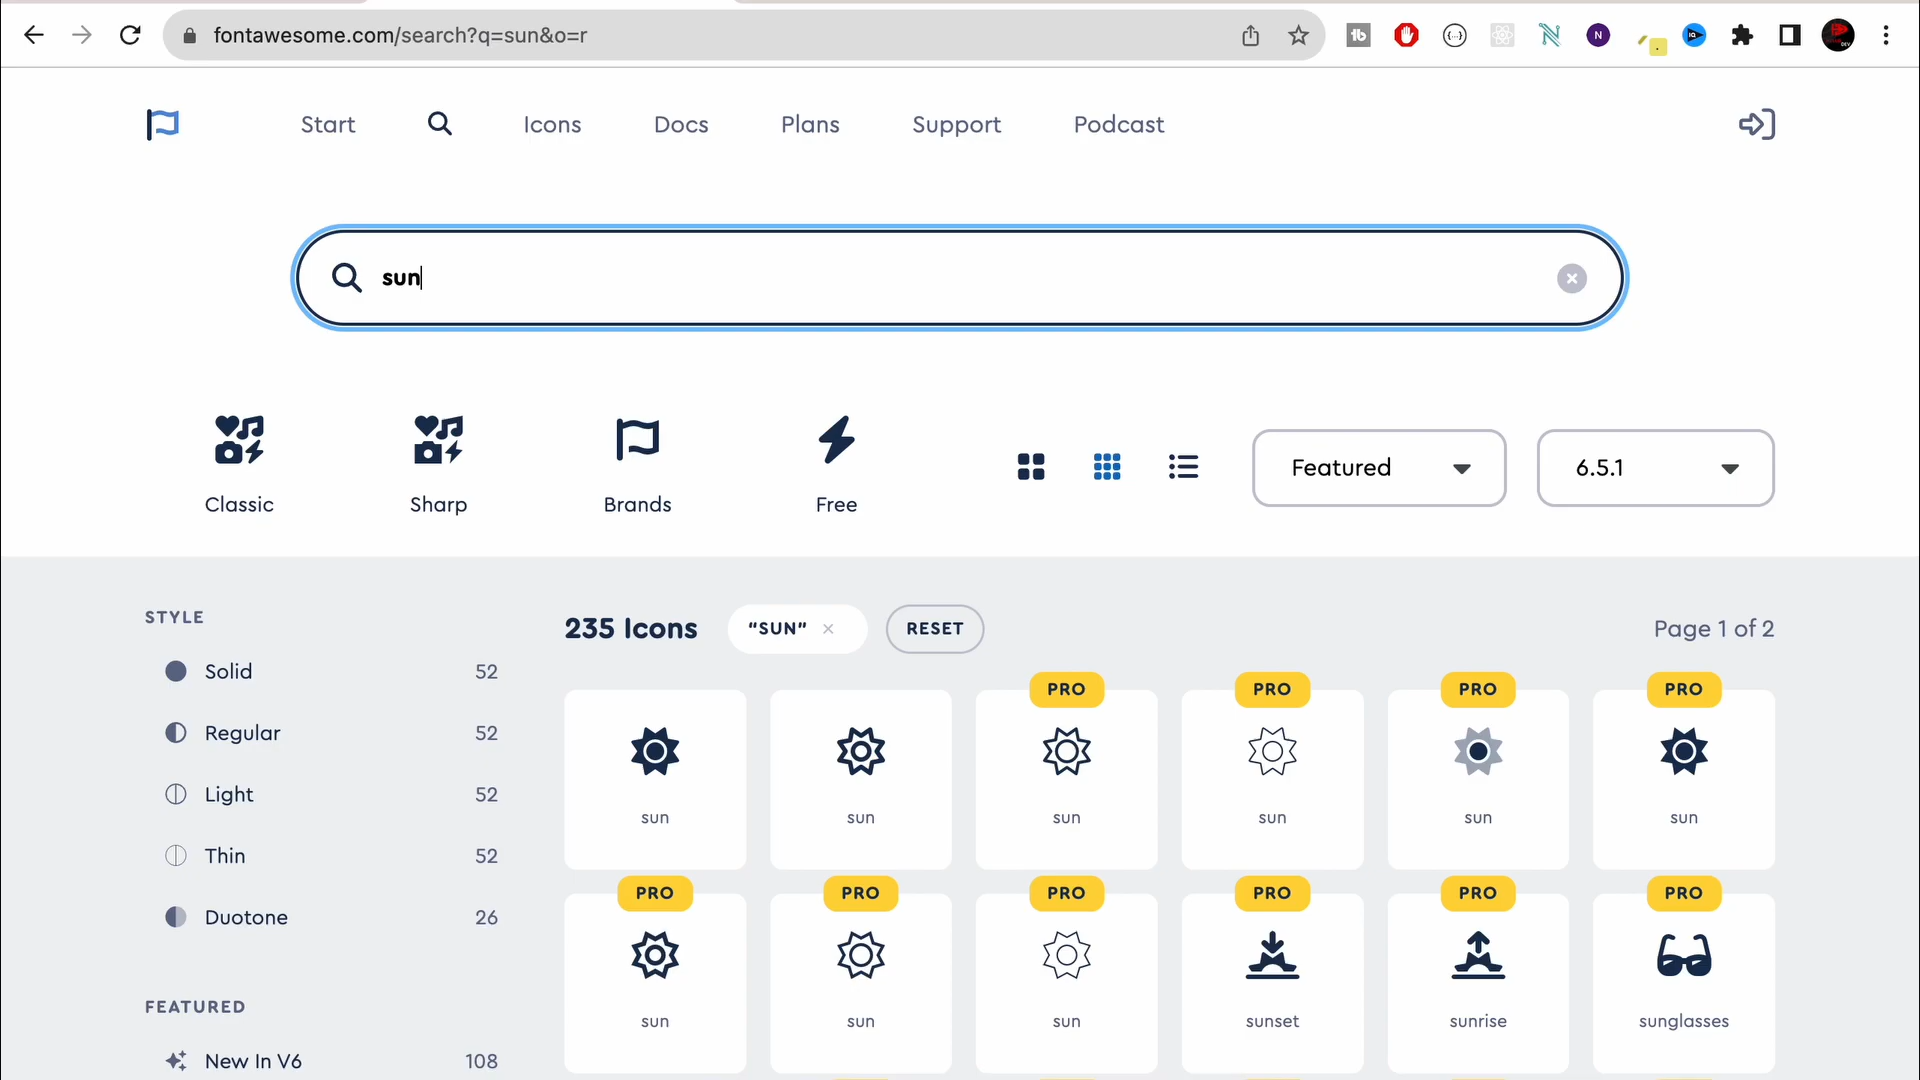 fontawesome.com/search?q=sun&o=r
Start
Icons
Docs
Plans
Support
Podcast
sun
Classic
Sharp
Brands
Free
Featured
6.5.1
STYLE
Solid 52
Regular 52
Light 52
Thin 52
Duotone 26
FEATURED
New In V6 108
235 Icons
"SUN" ×
RESET
Page 1 of 2
PRO PRO PRO PRO
sun sun sun sun sun sun
PRO PRO PRO PRO PRO PRO
sun sun sun sunset sunrise sunglasses